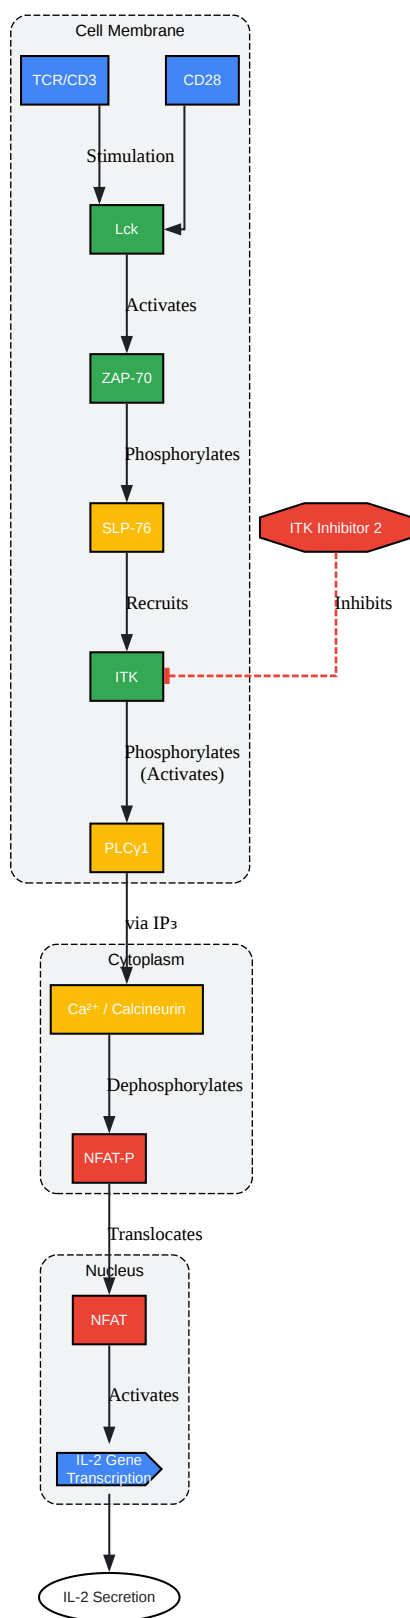 Cell Membrane
TCR/CD3
CD28
Stimulation
Lck
Activates
ZAP-70
Phosphorylates
SLP-76
ITK Inhibitor 2
Recruits
Inhibits
ITK
Phosphorylates
(Activates)
PLCγ1
via IP₃
Cytoplasm
Ca²⁺ / Calcineurin
Dephosphorylates
NFAT-P
Translocates
Nucleus
NFAT
Activates
IL-2 Gene
Transcription
IL-2 Secretion